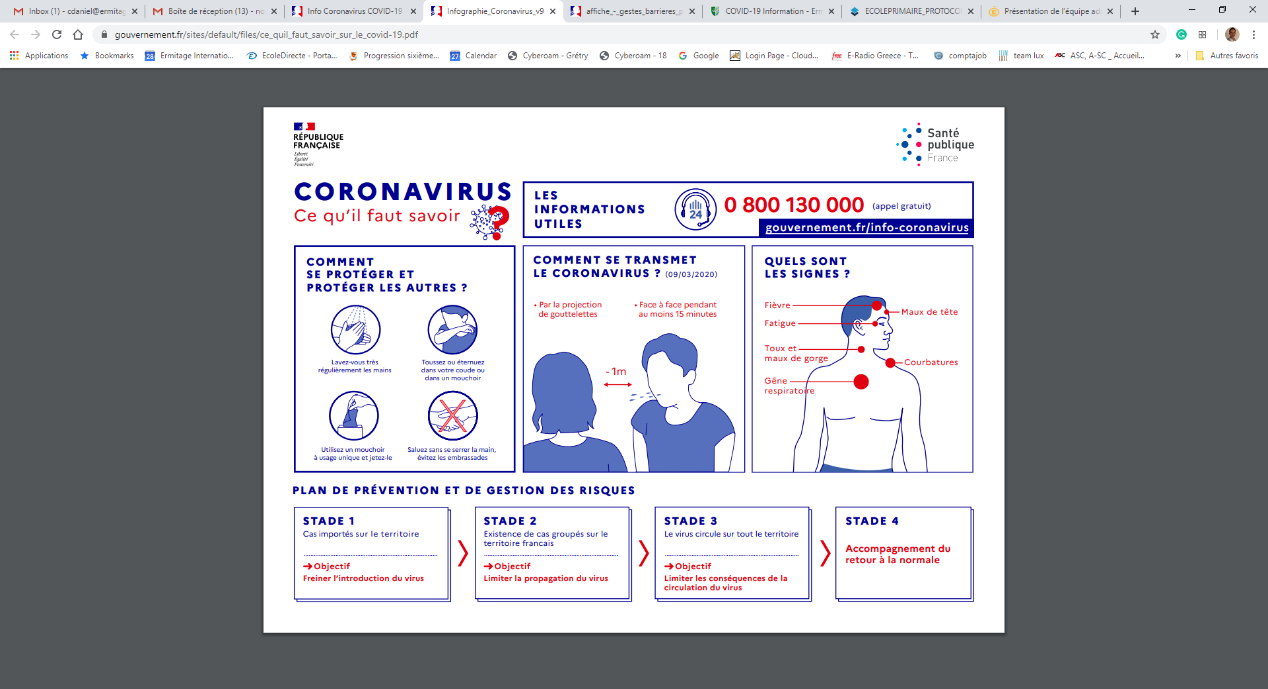 Inbox (1) - cdaniel@ermitag
Boîte de réception (13) - no
Info Coronavirus COVID-19
Infographie_Coronavirus_v9
affiche_-_gestes_barrieres_p
COVID-19 Information - Erm
ECOLEPRIMAIRE_PROTOCO
Présentation de l'équipe ad
gouvernement.fr/sites/default/files/ce_quil_faut_savoir_sur_le_covid-19.pdf
Applications
Bookmarks
Ermitage Internatio...
EcoleDirecte - Porta...
Progression sixième...
Calendar
Cyberoam - Grétry
Cyberoam - 18
Google
Login Page - Cloud...
E-Radio Greece - T...
comptajob
team lux
ASC, A-SC _ Accueil...
»
Autres favoris
RÉPUBLIQUE
FRANÇAISE
Liberté
Égalité
Fraternité
Santé
publique
France
CORONAVIRUS
Ce qu'il faut savoir
LES
INFORMATIONS
UTILES
24
0 800 130 000 (appel gratuit)
gouvernement.fr/info-coronavirus
COMMENT
SE PROTÉGER ET
PROTÉGER LES AUTRES ?
Lavez-vous très
régulièrement les mains
Toussez ou éternuez
dans votre coude ou
dans un mouchoir
Utilisez un mouchoir
à usage unique et jetez-le
Saluez sans se serrer la main,
évitez les embrassades
COMMENT SE TRANSMET
LE CORONAVIRUS ? (09/03/2020)
• Par la projection
de gouttelettes
• Face à face pendant
au moins 15 minutes
- 1m
QUELS SONT
LES SIGNES ?
Fièvre
Maux de tête
Fatigue
Toux et
maux de gorge
Courbatures
Gêne
respiratoire
PLAN DE PRÉVENTION ET DE GESTION DES RISQUES
STADE 1
Cas importés sur le territoire
➔ Objectif
Freiner l'introduction du virus
STADE 2
Existence de cas groupés sur le
territoire francais
➔ Objectif
Limiter la propagation du virus
STADE 3
Le virus circule sur tout le territoire
➔ Objectif
Limiter les conséquences de la
circulation du virus
STADE 4
Accompagnement du
retour à la normale